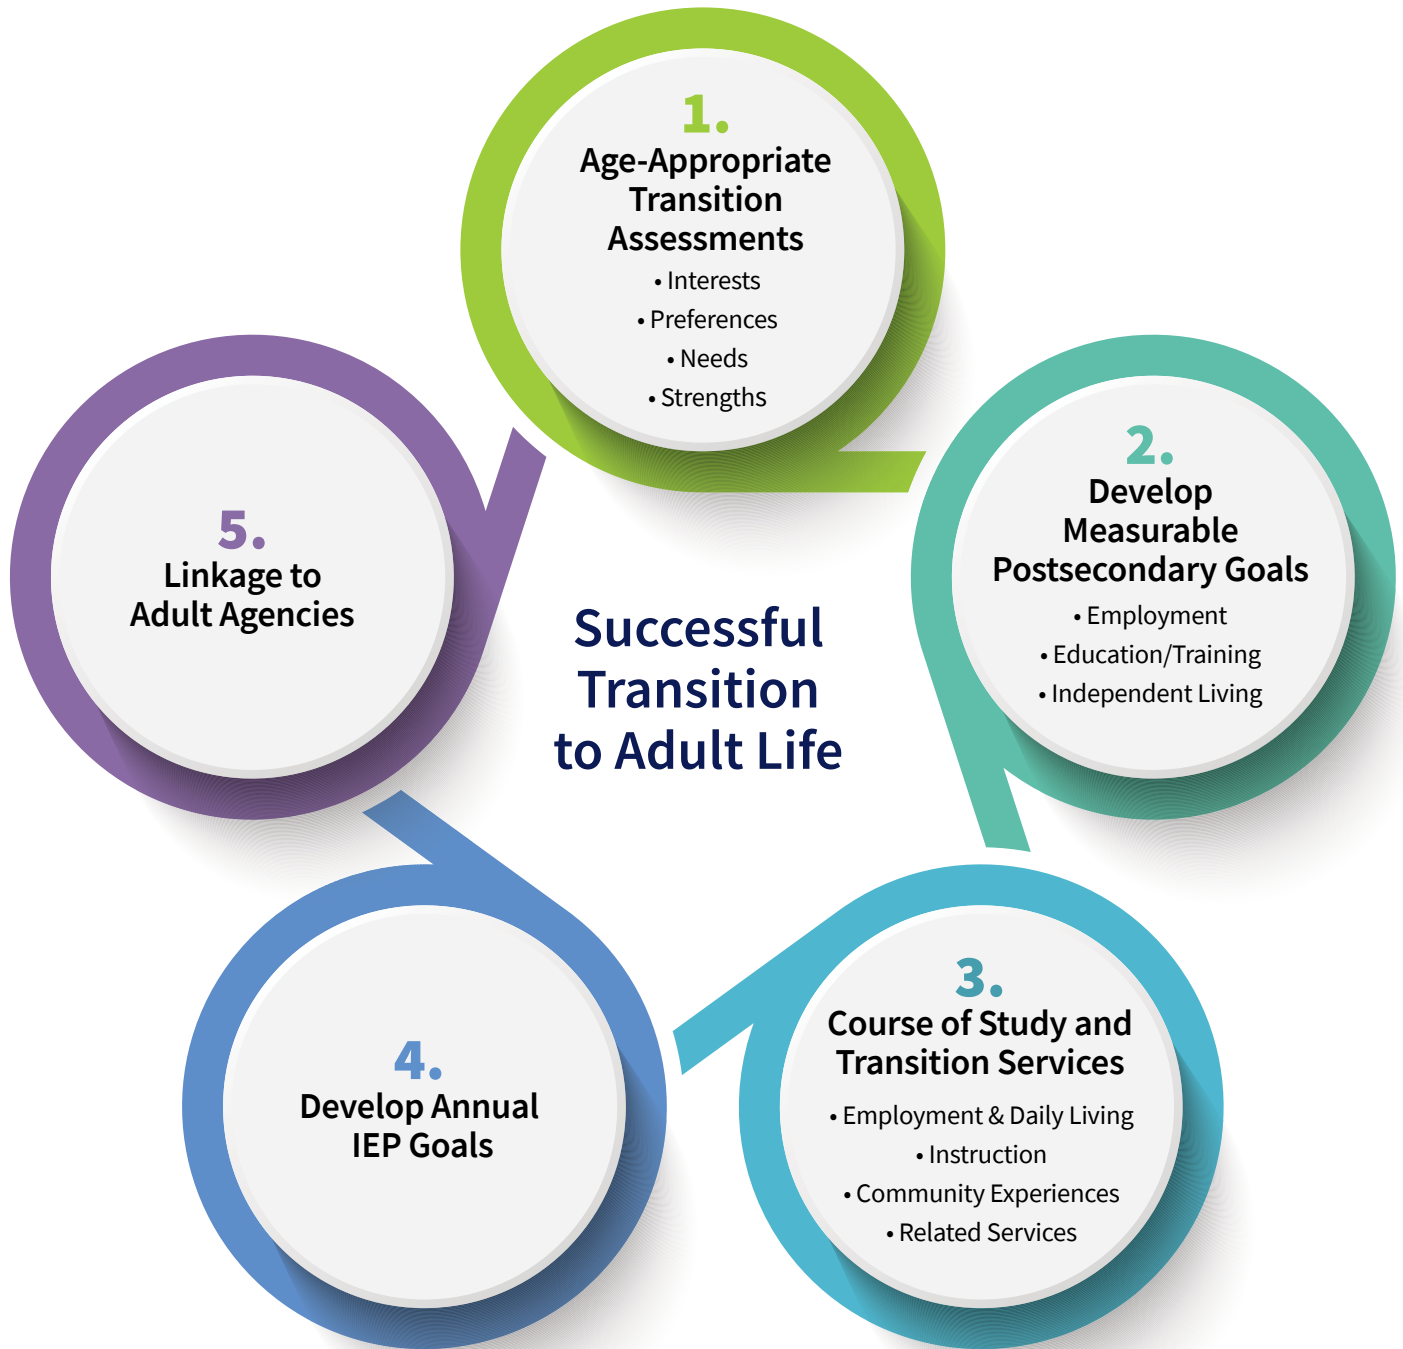 1.
Age-Appropriate
Transition
Assessments
• Interests
• Preferences
• Needs
• Strengths
2.
Develop
Measurable
Postsecondary Goals
• Employment
• Education/Training
• Independent Living
3.
Course of Study and
Transition Services
• Employment & Daily Living
• Instruction
• Community Experiences
• Related Services
4.
Develop Annual
IEP Goals
5.
Linkage to
Adult Agencies
Successful
Transition
to Adult Life